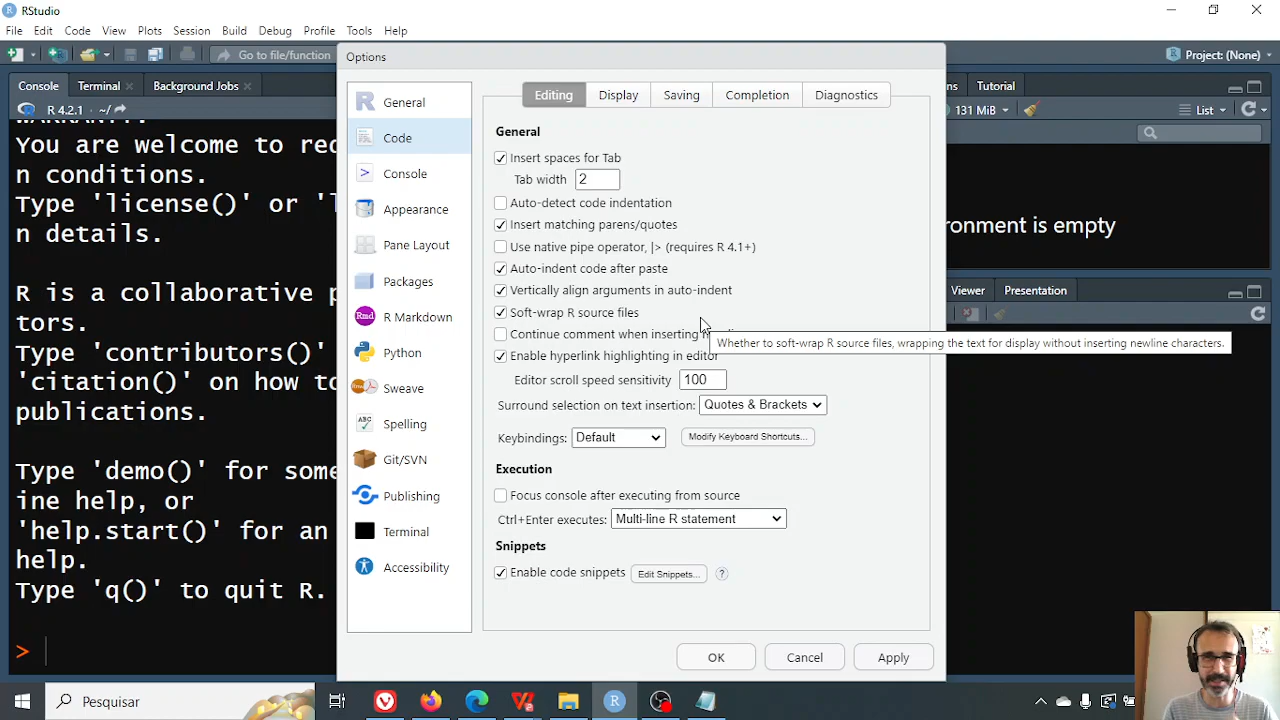 RStudio
File Edit Code View Plots Session Build Debug Profile Tools Help
Go to file/function
Project: (None)
Console Terminal Background Jobs
R 4.2.1 · ~/
You are welcome to
n conditions.
Type 'license()' or
n details.
R is a collaborative
tors.
Type 'contributors()'
'citation()' on how to
publications.
Type 'demo()' for some
ine help, or
'help.start()' for an
help.
Type 'q()' to quit R.
>
Options
General
Code
Console
Appearance
Pane Layout
Packages
R Markdown
Python
Sweave
Spelling
Git/SVN
Publishing
Terminal
Accessibility
Editing Display Saving Completion Diagnostics
General
Insert spaces for Tab
Tab width 2
Auto-detect code indentation
Insert matching parens/quotes
Use native pipe operator, |> (requires R 4.1+)
Auto-indent code after paste
Vertically align arguments in auto-indent
Soft-wrap R source files
Continue comment when inserting
Whether to soft-wrap R source files, wrapping the text for display without inserting newline characters.
Enable hyperlink highlighting in editor
Editor scroll speed sensitivity 100
Surround selection on text insertion: Quotes & Brackets
Keybindings: Default Modify Keyboard Shortcuts...
Execution
Focus console after executing from source
Ctrl+Enter executes: Multi-line R statement
Snippets
Enable code snippets Edit Snippets... ?
OK Cancel Apply
Tutorial
131 MiB List
ronment is empty
Viewer Presentation
Pesquisar